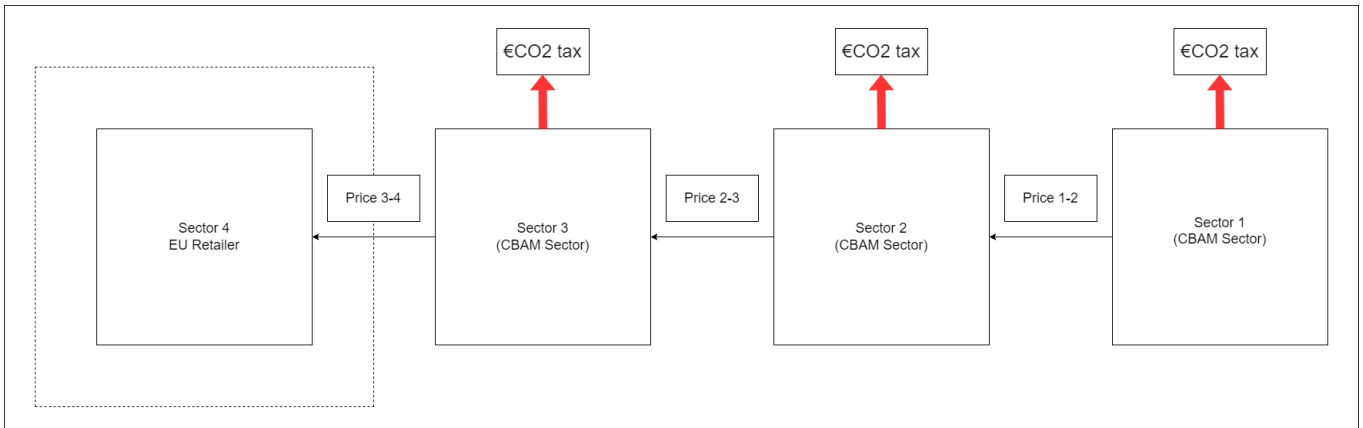 €CO2 tax
€CO2 tax
€CO2 tax
Sector 4
EU Retailer
Price 3-4
Sector 3
(CBAM Sector)
Price 2-3
Sector 2
(CBAM Sector)
Price 1-2
Sector 1
(CBAM Sector)